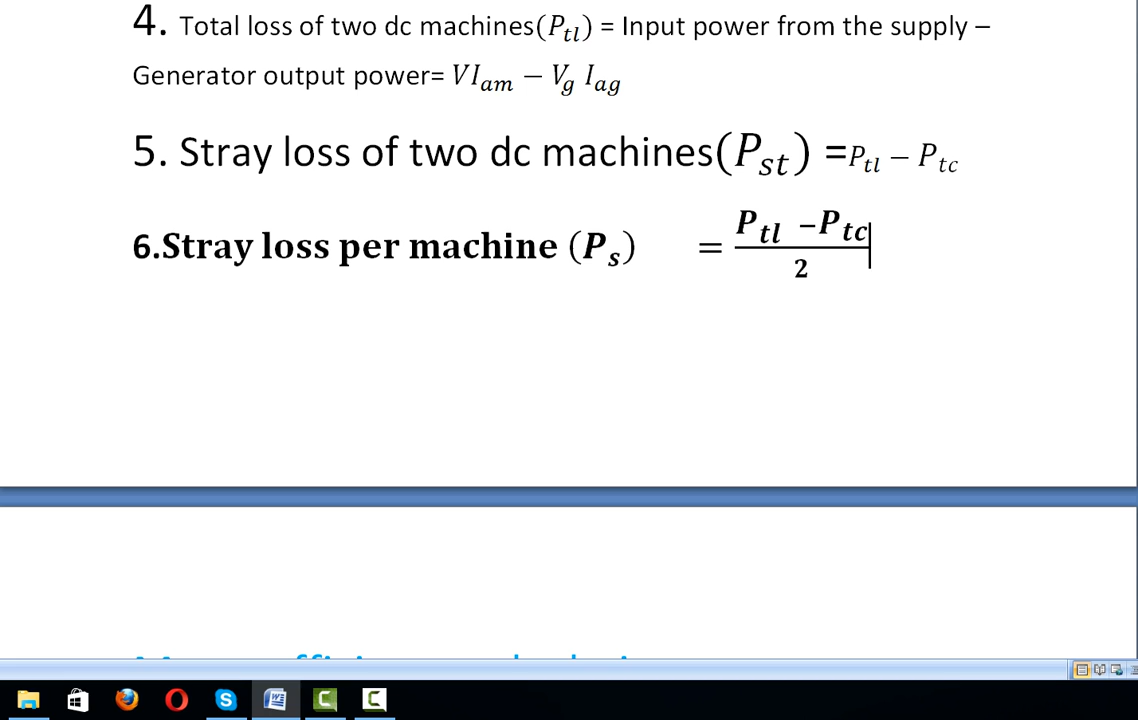 4. Total loss of two dc machines(P_tl) = Input power from the supply –
Generator output power= VI_am − V_g I_ag
5. Stray loss of two dc machines(P_st) =P_tl − P_tc
6.Stray loss per machine (P_s) = (P_tl −P_tc)/2